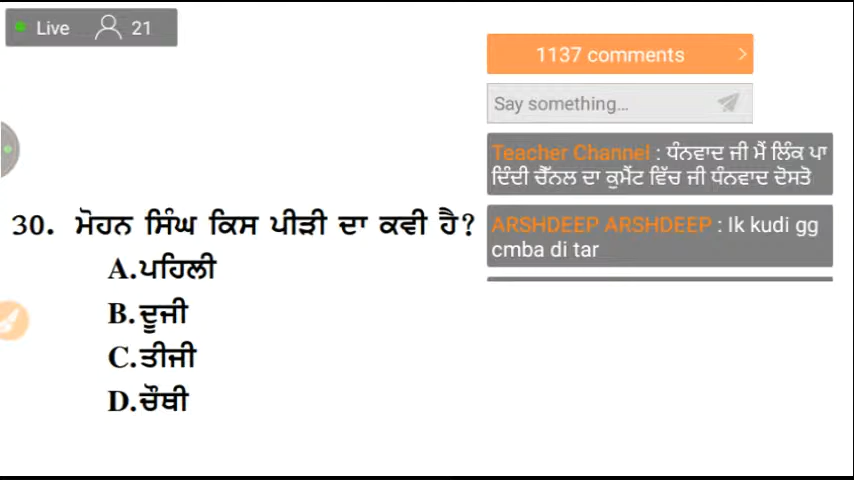 Live 21
1137 comments >
Say something...
Teacher Channel : ਧੰਨਵਾਦ ਜੀ ਮੈਂ ਲਿੰਕ ਪਾ
ਦਿੰਦੀ ਚੈੱਨਲ ਦਾ ਕੁਮੈਂਟ ਵਿੱਚ ਜੀ ਧੰਨਵਾਦ ਦੋਸਤੋ
ARSHDEEP ARSHDEEP : Ik kudi gg
cmba di tar
30. ਮੋਹਨ ਸਿੰਘ ਕਿਸ ਪੀੜੀ ਦਾ ਕਵੀ ਹੈ?
A.ਪਹਿਲੀ
B.ਦੂਜੀ
C.ਤੀਜੀ
D.ਚੌਥੀ